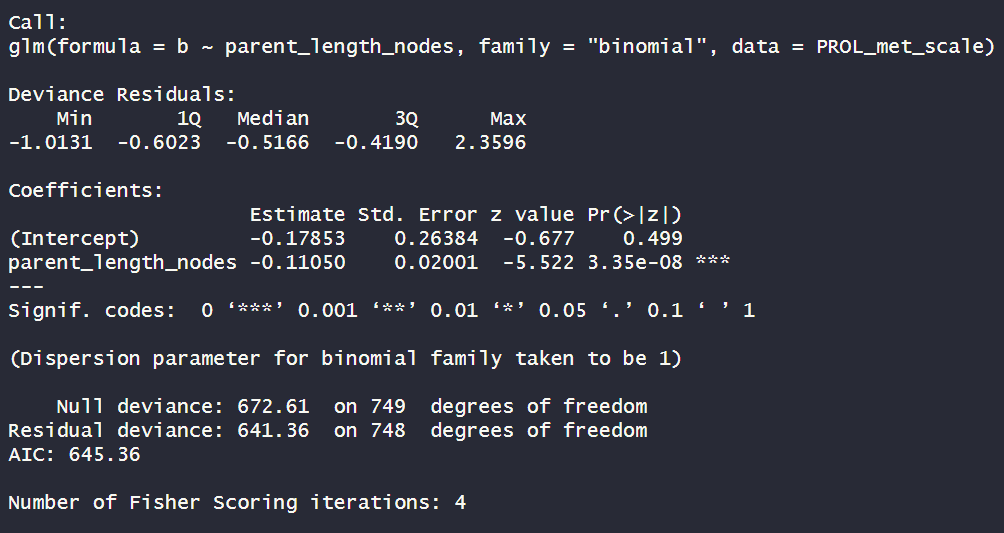 Call:
glm(formula = b ~ parent_length_nodes, family = "binomial", data = PROL_met_scale)
Deviance Residuals:
    Min       1Q   Median       3Q      Max
-1.0131  -0.6023  -0.5166  -0.4190   2.3596
Coefficients:
                    Estimate Std. Error z value Pr(>|z|)
(Intercept)         -0.17853    0.26384  -0.677    0.499
parent_length_nodes -0.11050    0.02001  -5.522 3.35e-08 ***
---
Signif. codes:  0 ‘***’ 0.001 ‘**’ 0.01 ‘*’ 0.05 ‘.’ 0.1 ‘ ’ 1
(Dispersion parameter for binomial family taken to be 1)
    Null deviance: 672.61  on 749  degrees of freedom
Residual deviance: 641.36  on 748  degrees of freedom
AIC: 645.36
Number of Fisher Scoring iterations: 4